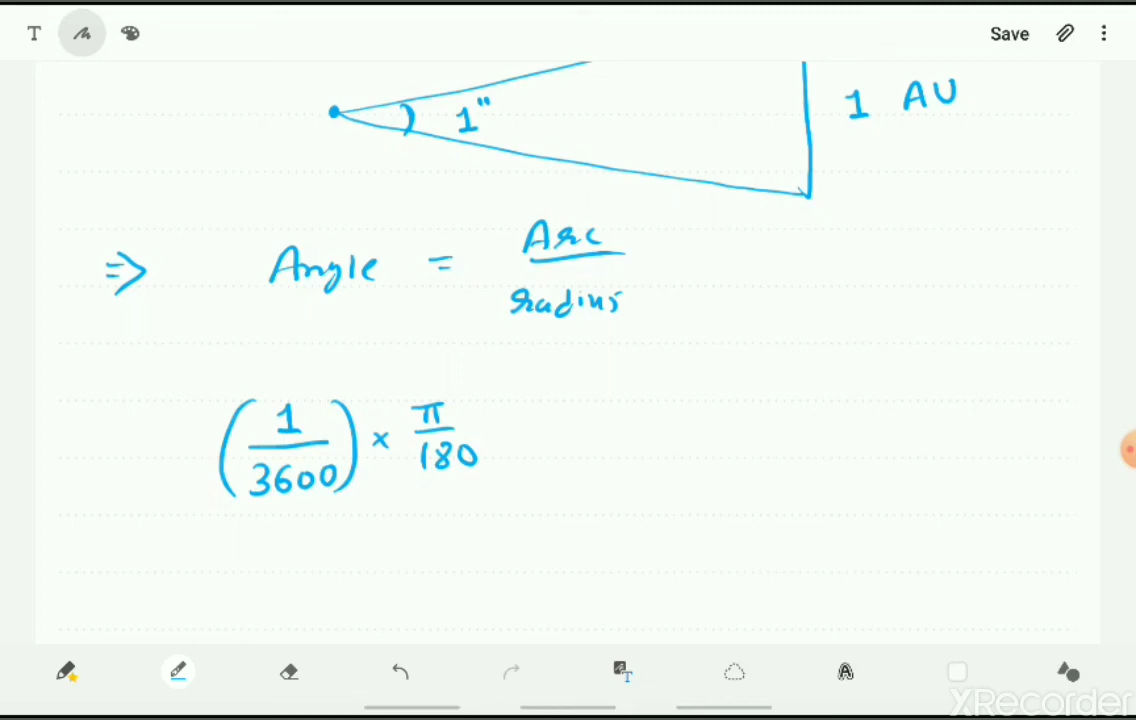 T Save
1" 1 AU
=> Angle = Arc / radius
(1/3600) × π/180
T A
XRecorder